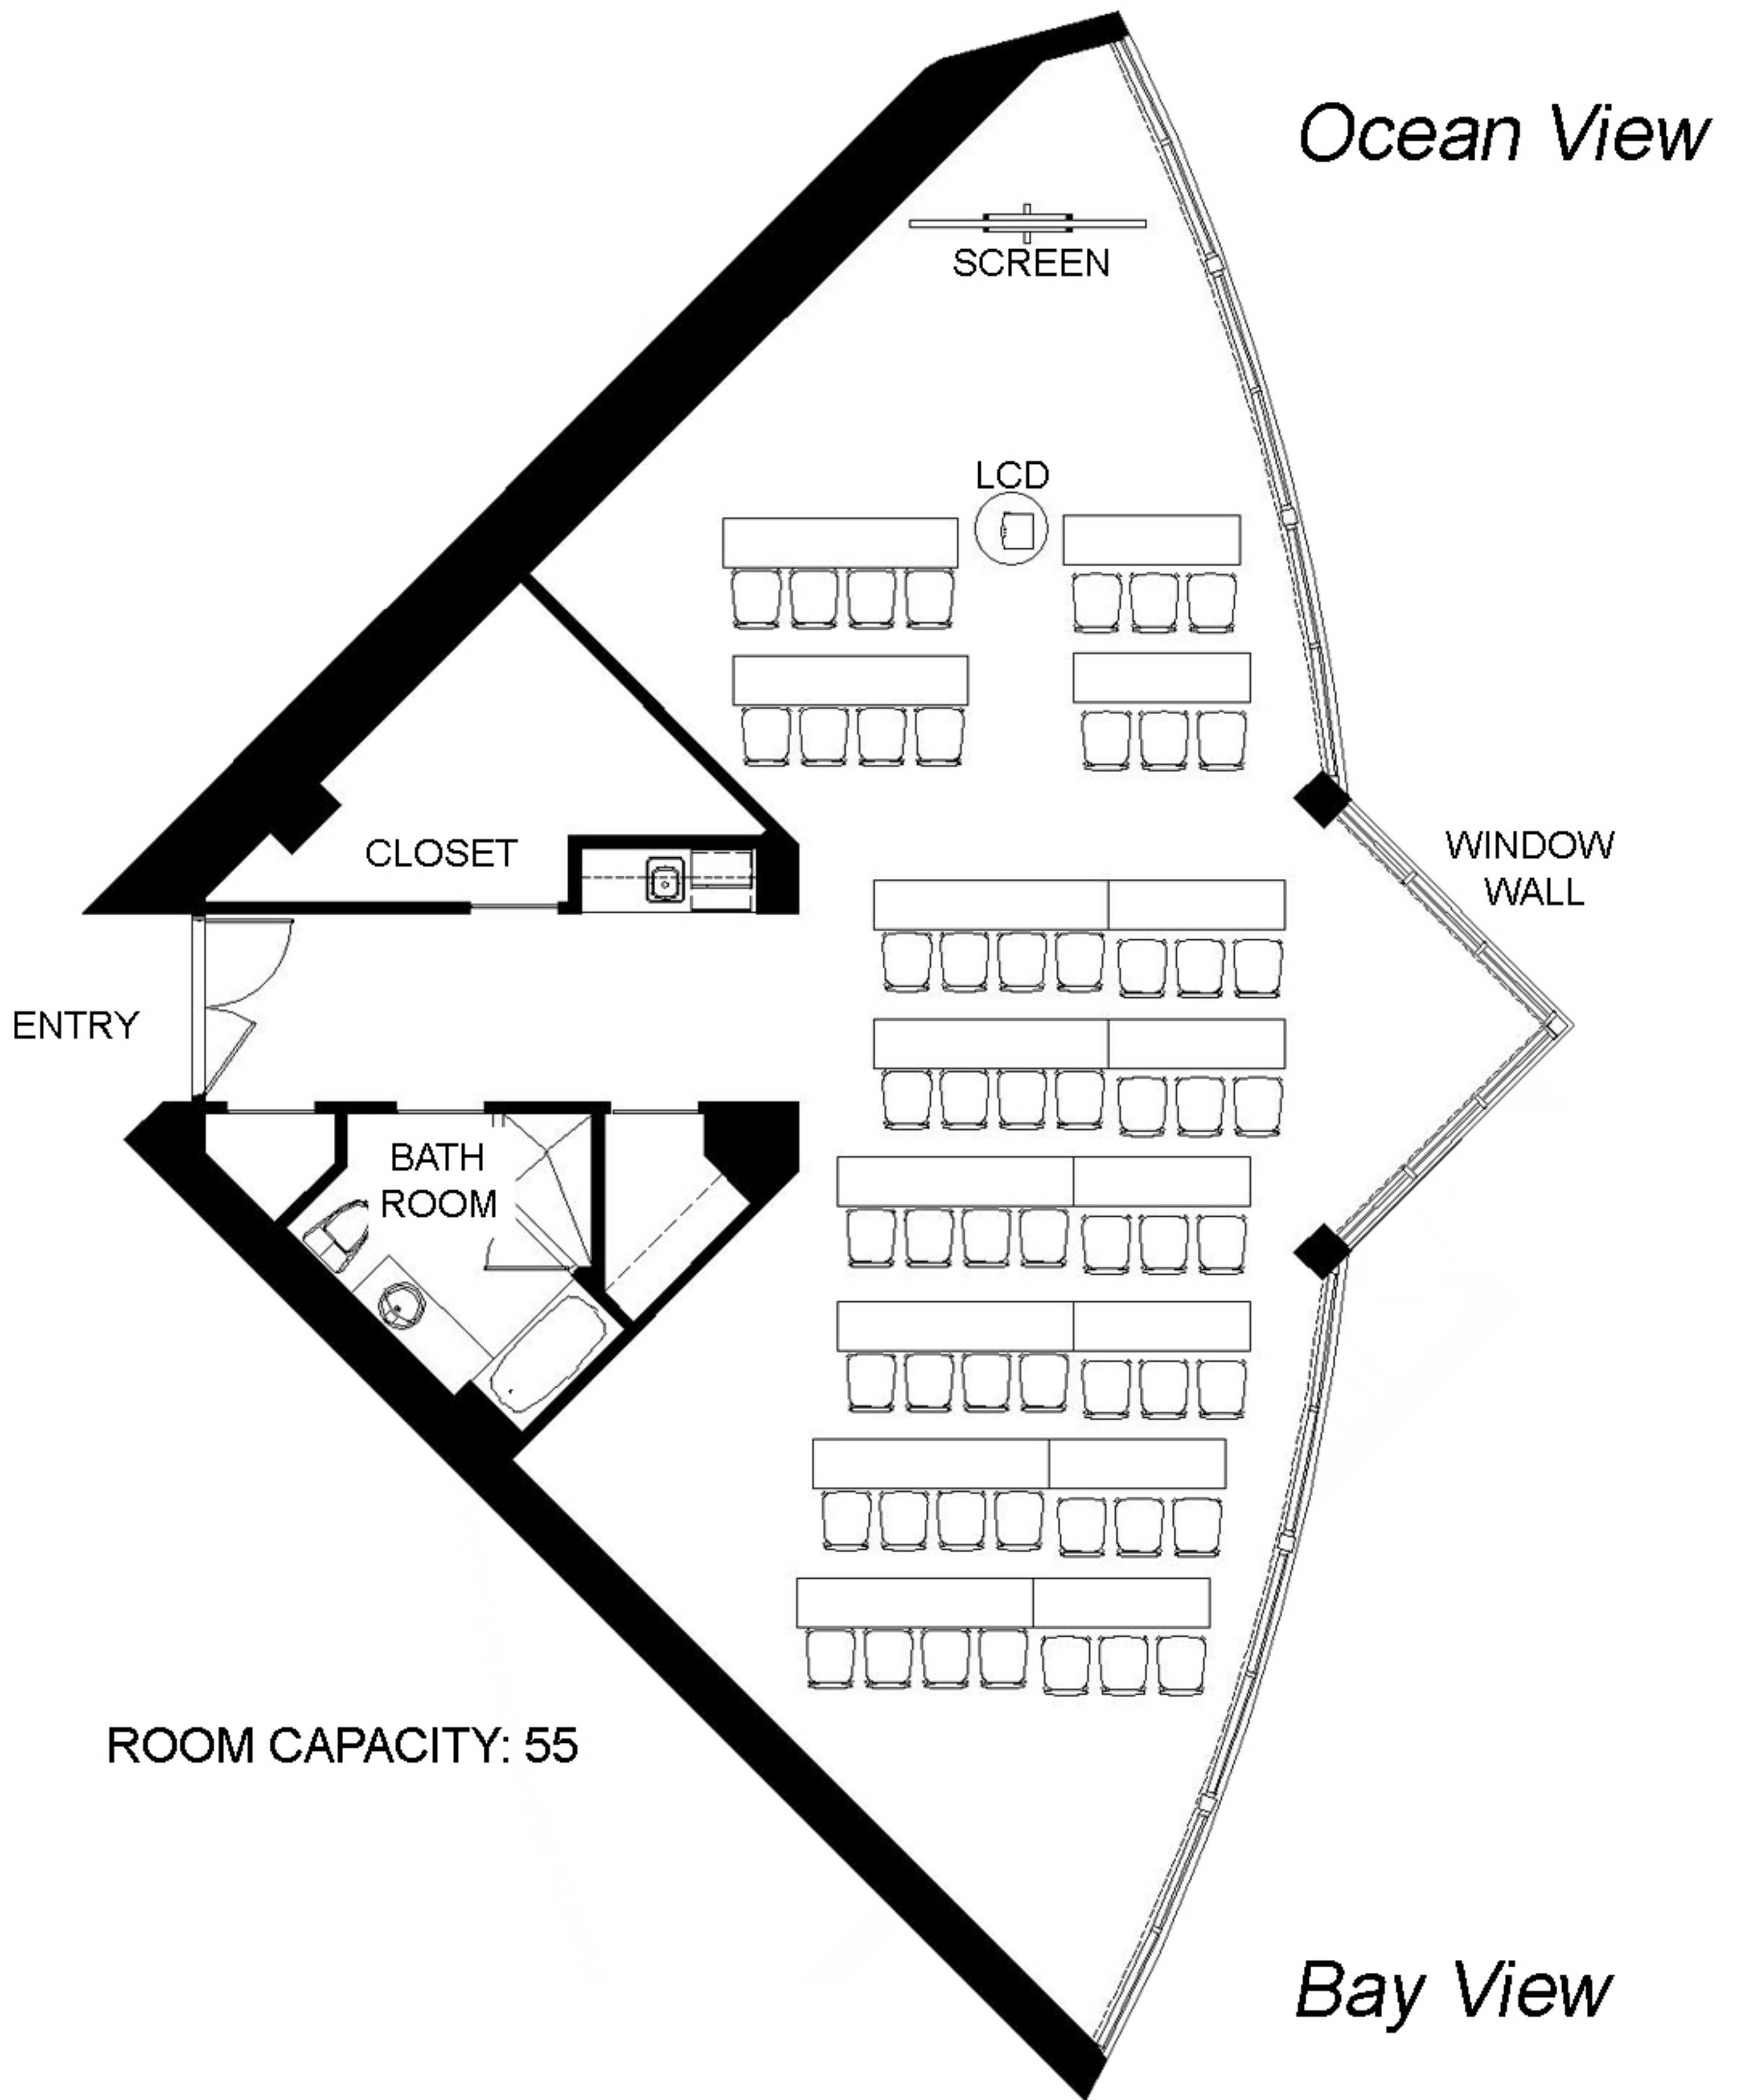 Ocean View
SCREEN
LCD
CLOSET
WINDOW
WALL
ENTRY
BATH
ROOM
ROOM CAPACITY: 55
Bay View